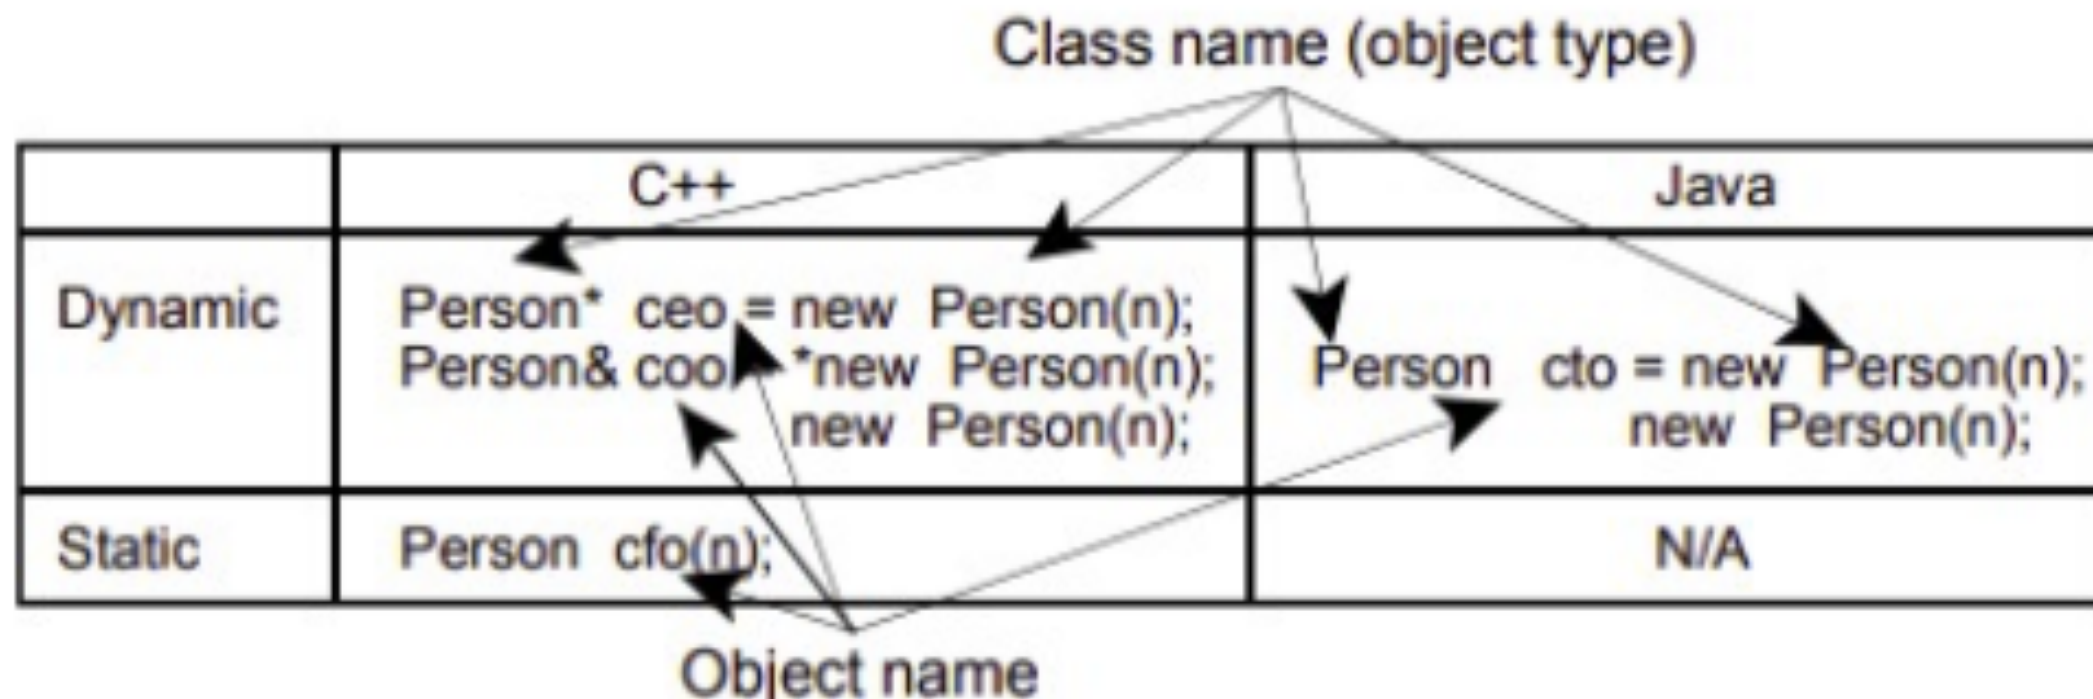 Class name (object type)
C++ Java
Dynamic Person* ceo = new Person(n);
Person& coo *new Person(n); Person cto = new Person(n);
new Person(n); new Person(n);
Static Person cfo(n); N/A
Object name